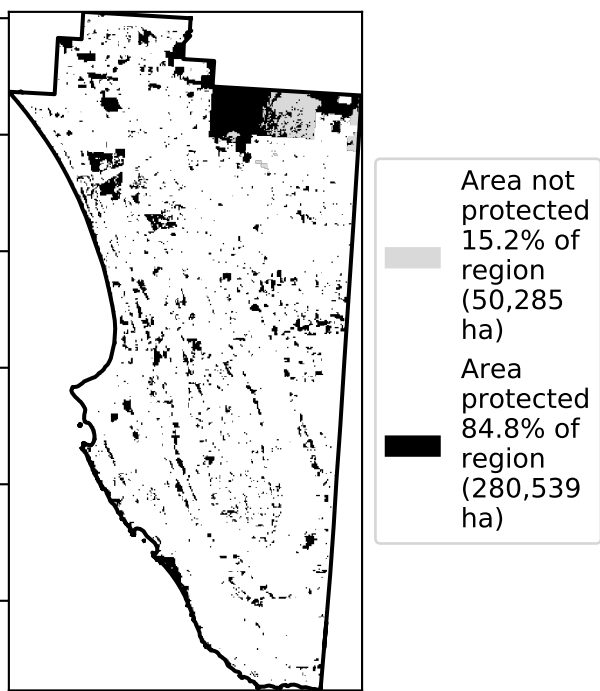 Area not
protected
15.2% of
region
(50,285
ha)
Area
protected
84.8% of
region
(280,539
ha)